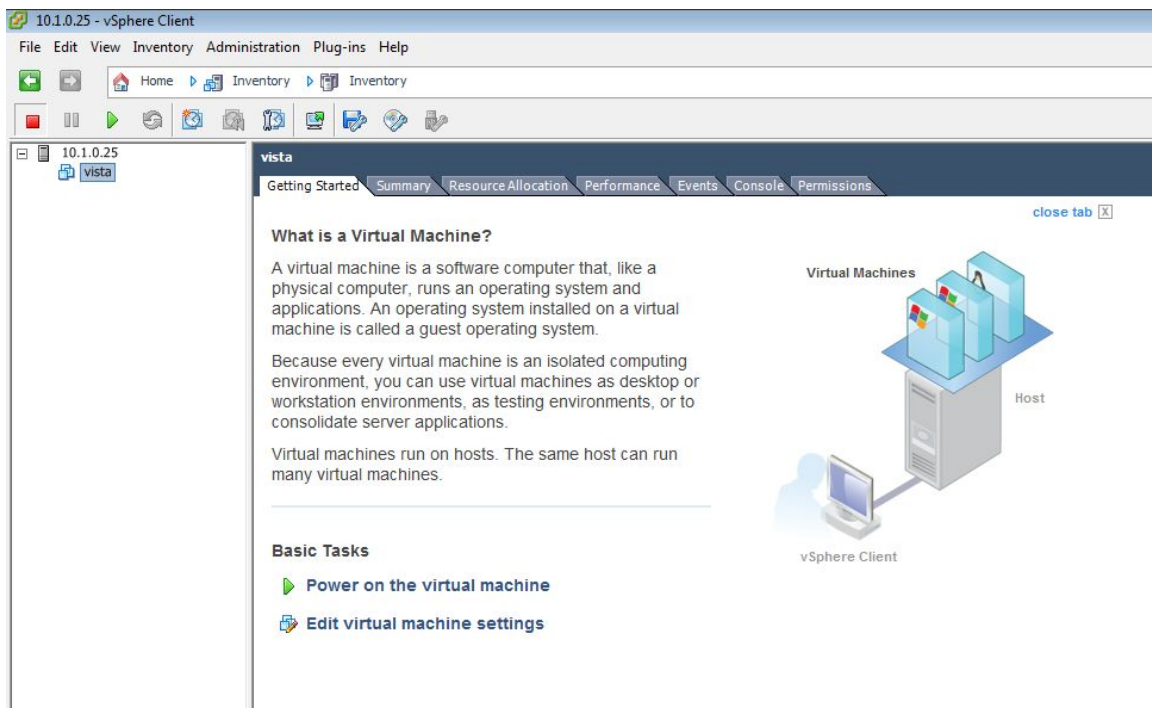 10.1.0.25 - vSphere Client
File Edit View Inventory Administration Plug-ins Help
Home Inventory Inventory
10.1.0.25
vista
vista
Getting Started Summary Resource Allocation Performance Events Console Permissions
close tab X
What is a Virtual Machine?
A virtual machine is a software computer that, like a
physical computer, runs an operating system and
applications. An operating system installed on a virtual
machine is called a guest operating system.
Because every virtual machine is an isolated computing
environment, you can use virtual machines as desktop or
workstation environments, as testing environments, or to
consolidate server applications.
Virtual machines run on hosts. The same host can run
many virtual machines.
Basic Tasks
Power on the virtual machine
Edit virtual machine settings
Virtual Machines
Host
vSphere Client